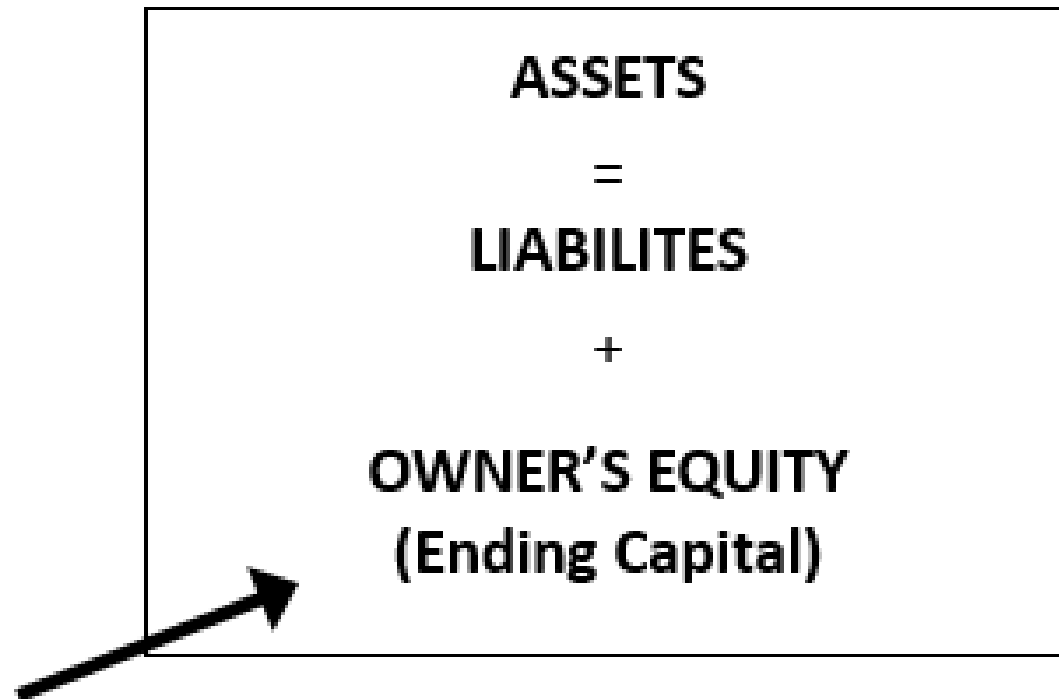 ASSETS
=
LIABILITES
+
OWNER’S EQUITY
(Ending Capital)